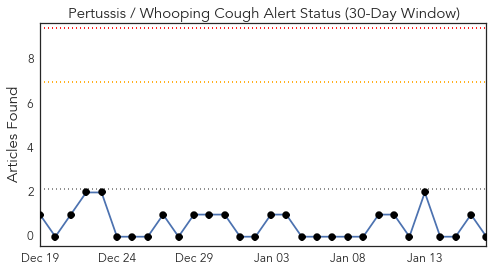 Pertussis / Whooping Cough Alert Status (30-Day Window)
Articles Found
8
6
4
2
0
Dec 19 Dec 24 Dec 29 Jan 03 Jan 08 Jan 13